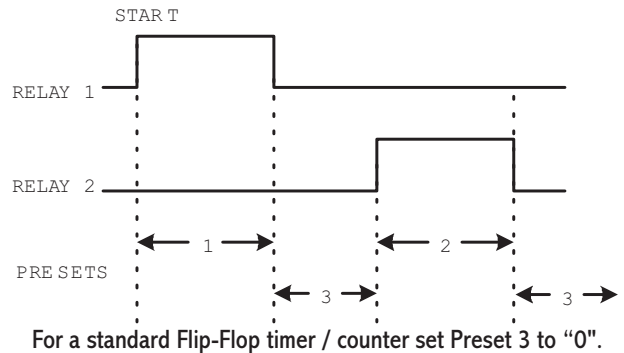 START
RELAY 1
RELAY 2
1
2
PRESETS
3
3
For a standard Flip-Flop timer / counter set Preset 3 to “0".